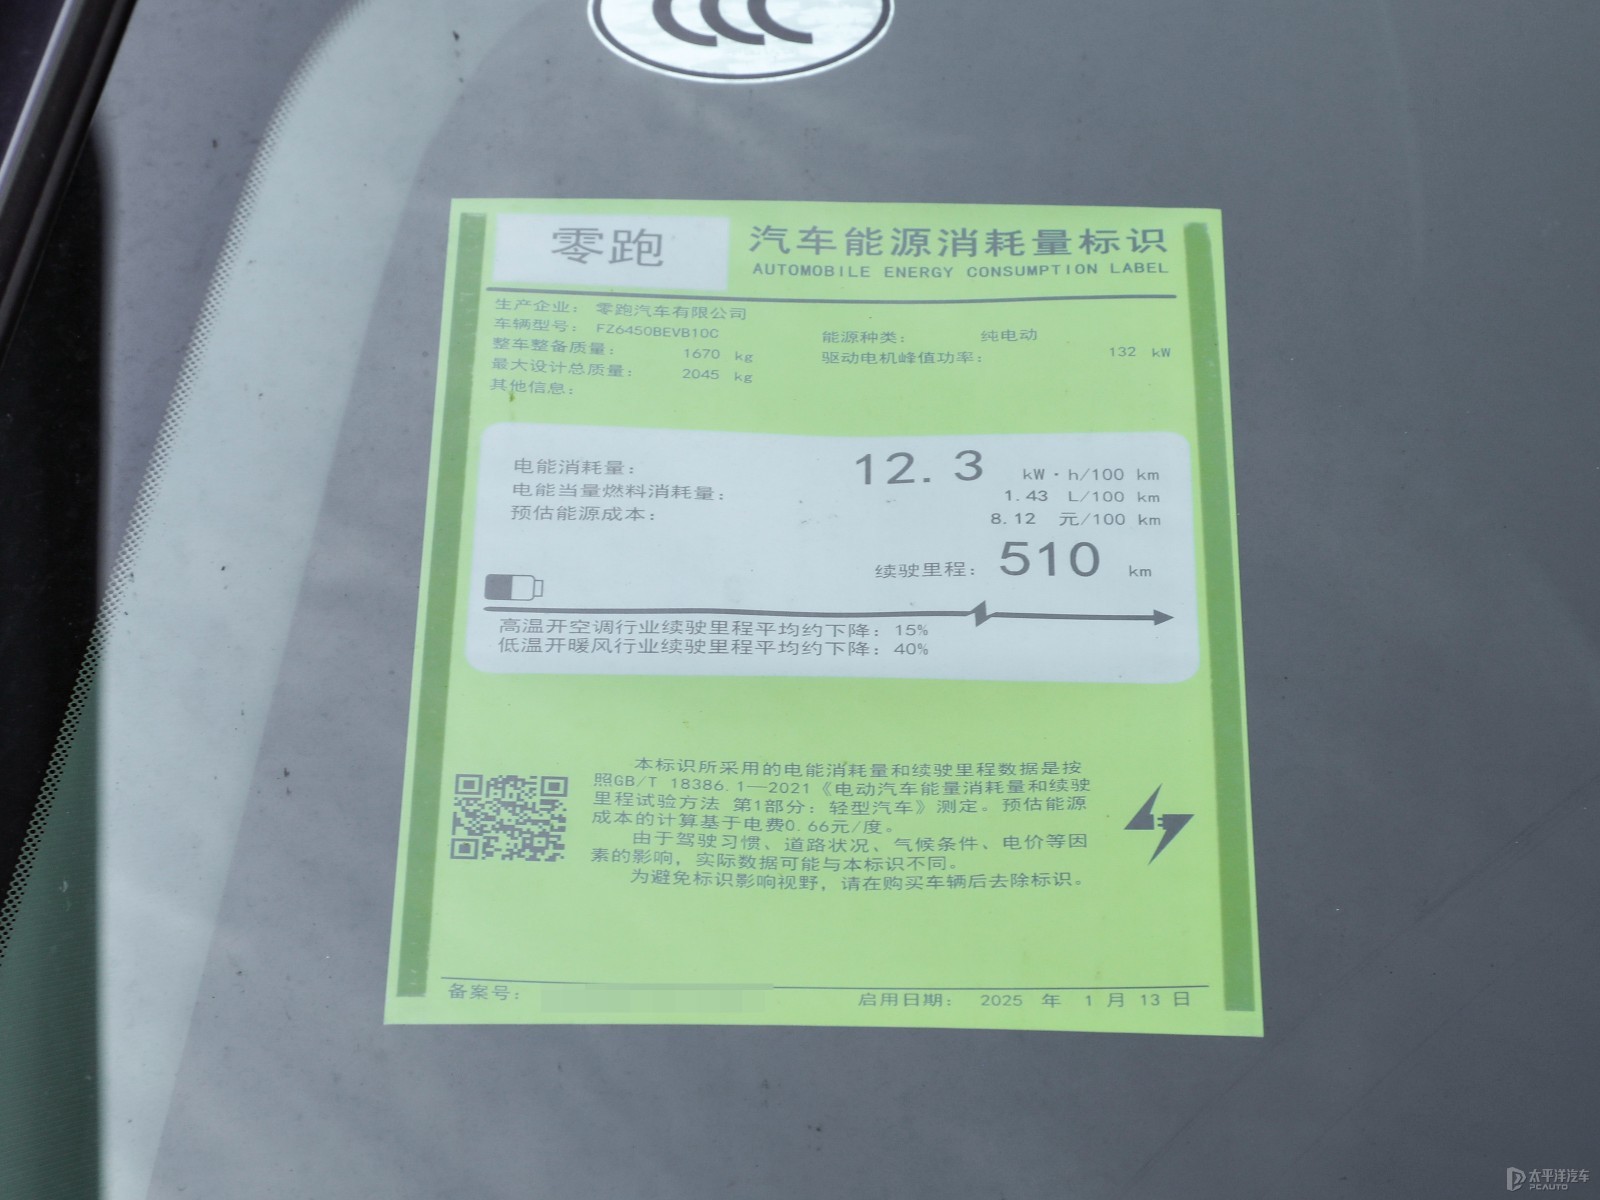 CCC
零跑
汽车能源消耗量标识
AUTOMOBILE ENERGY CONSUMPTION LABEL
生产企业: 零跑汽车有限公司
车辆型号: FZ6450BEVB10C
整车整备质量: 1670 kg
最大设计总质量: 2045 kg
其他信息:
能源种类: 纯电动
驱动电机峰值功率: 132 kW
电能消耗量: 12.3 kW·h/100 km
电能当量燃料消耗量: 1.43 L/100 km
预估能源成本: 8.12 元/100 km
续驶里程: 510 km
高温开空调行业续驶里程平均约下降: 15%
低温开暖风行业续驶里程平均约下降: 40%
本标识所采用的电能消耗量和续驶里程数据是按
照GB/T 18386.1—2021《电动汽车能量消耗量和续驶
里程试验方法 第1部分: 轻型汽车》测定。预估能源
成本的计算基于电费0.66元/度。
由于驾驶习惯、道路状况、气候条件、电价等因
素的影响, 实际数据可能与本标识不同。
为避免标识影响视野, 请在购买车辆后去除标识。
备案号:
启用日期: 2025 年 1 月 13 日
太平洋汽车
PCAUTO